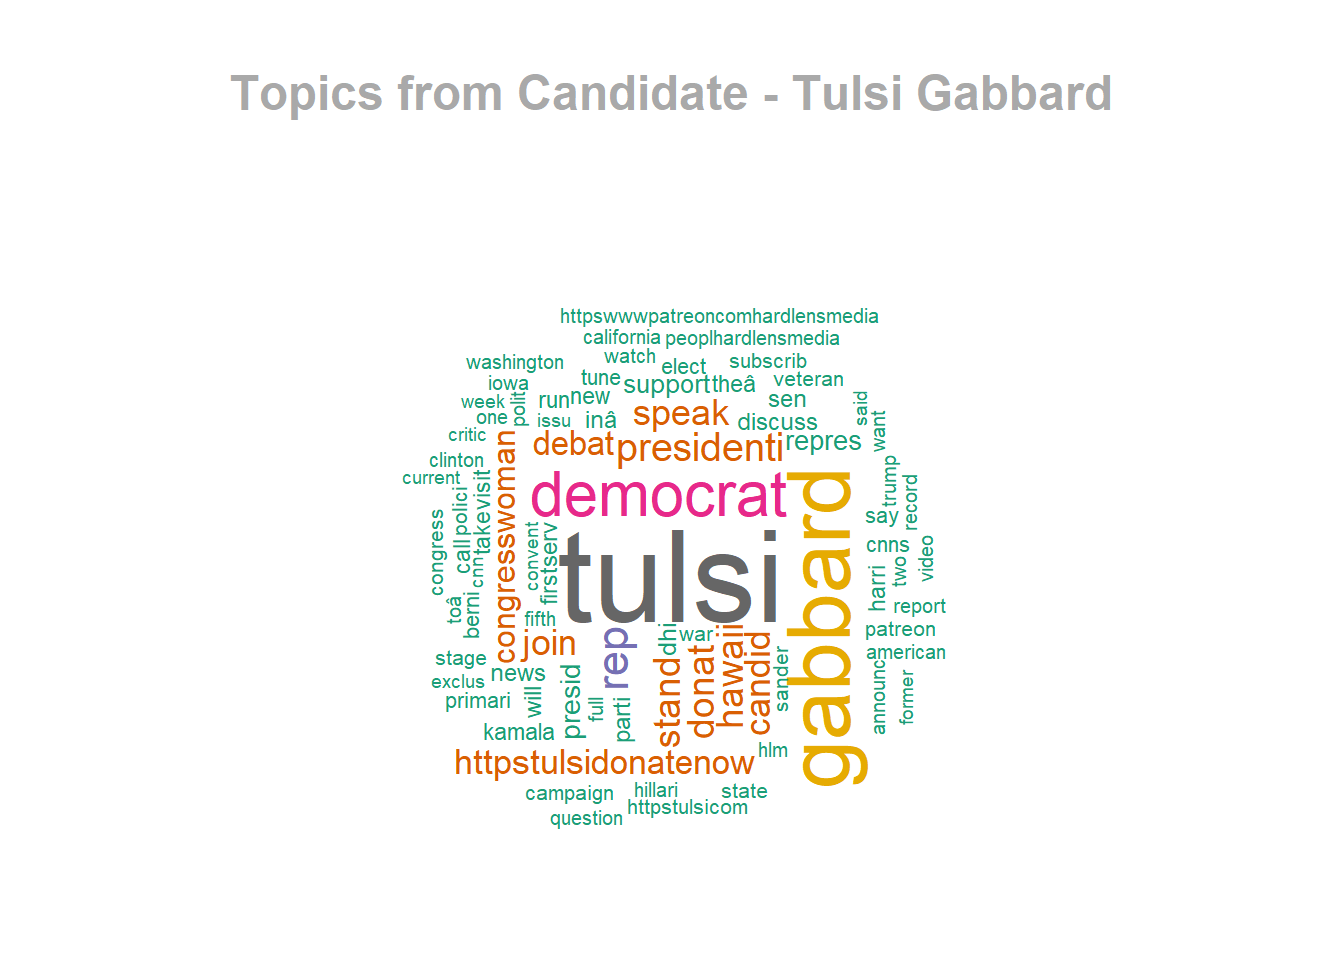 Topics from Candidate - Tulsi Gabbard
httpswwwpatreoncomhardlensmedia
california peoplhardlensmedia
washington watch elect subscrib
iowa tune support theâ veteran
week polit run new speak sen said
one issu inâ discuss want
critic debat presidenti repres
clinton congresswoman
current takevisit democrat gabbard trump record
congress polici say
call cnn convent firstserv tulsi cnns
two video harri
toâ berni fifth report
join rep dhi war hawaii patreon
stage american
news presid stand donat candid sander announc former
exclus will full parti
primari
kamala
httpstulsidonatenow hlm
campaign hillari state
httpstulsicom
question